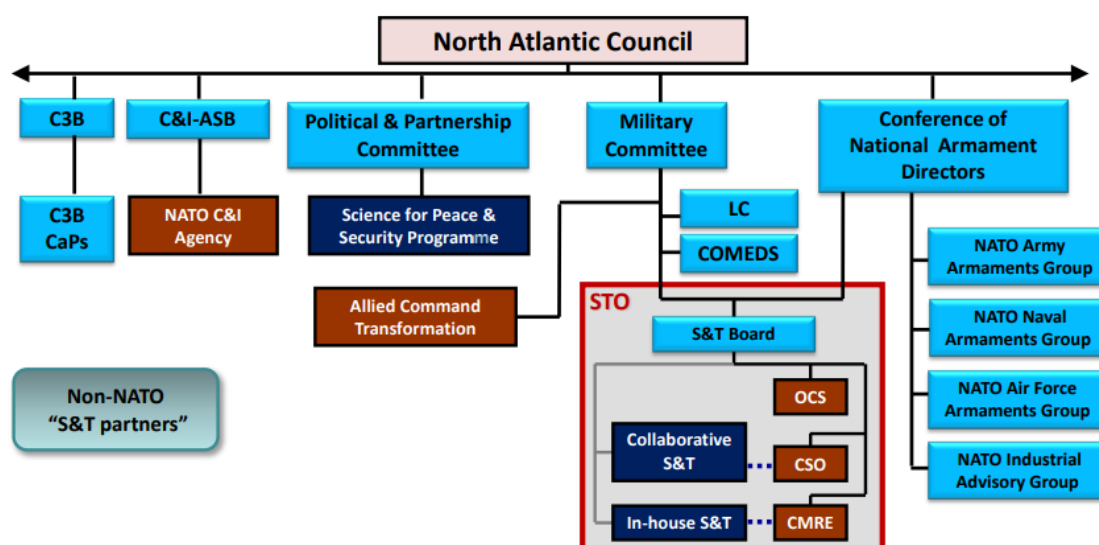 North Atlantic Council
C3B
C&I-ASB
Political & Partnership
Committee
Military
Committee
Conference of
National Armament
Directors
C3B
CaPs
NATO C&I
Agency
Science for Peace &
Security Programme
LC
COMEDS
NATO Army
Armaments Group
Allied Command
Transformation
STO
S&T Board
NATO Naval
Armaments Group
Non-NATO
“S&T partners”
OCS
NATO Air Force
Armaments Group
Collaborative
S&T
CSO
NATO Industrial
Advisory Group
In-house S&T
CMRE